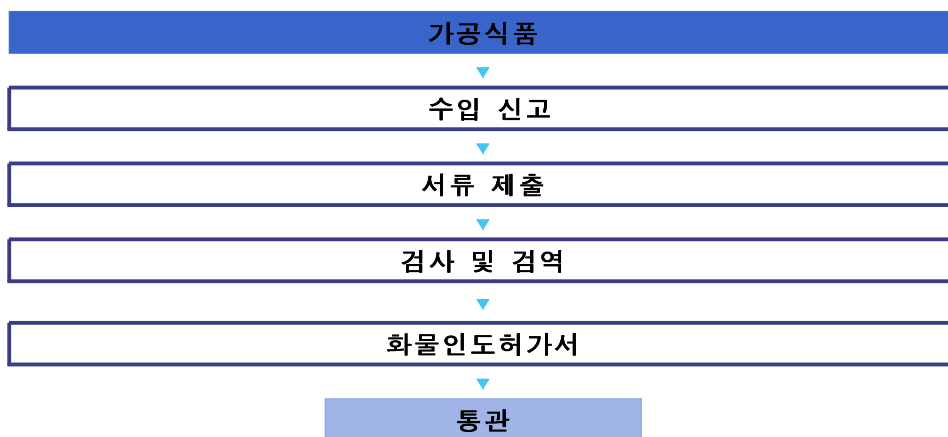 가공식품
수입 신고
서류 제출
검사 및 검역
화물인도허가서
통관